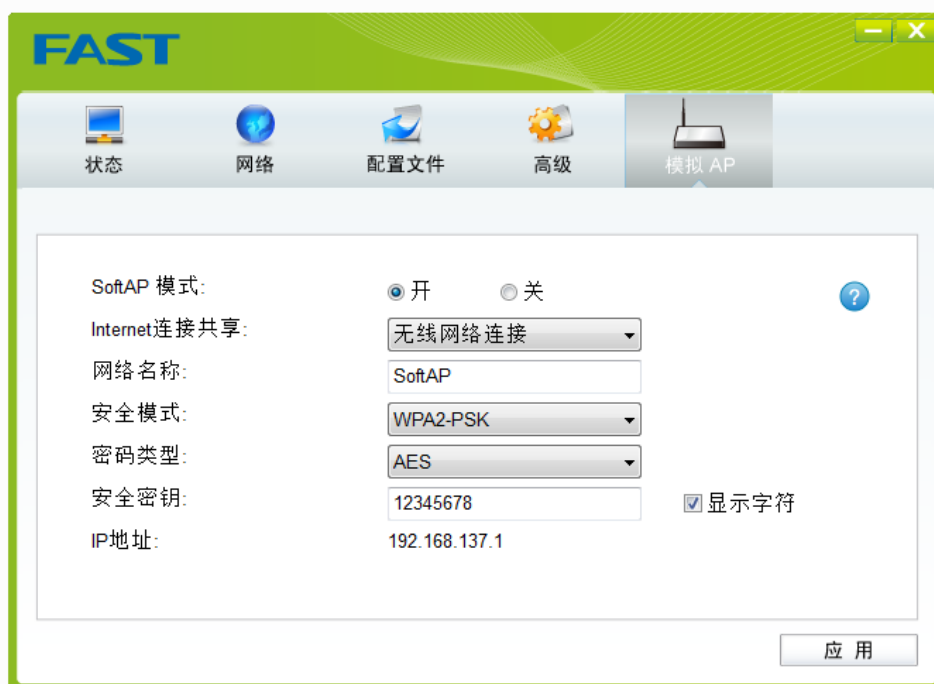 FAST
状态 网络 配置文件 高级 模拟 AP
SoftAP 模式: 开 关
Internet连接共享: 无线网络连接
网络名称: SoftAP
安全模式: WPA2-PSK
密码类型: AES
安全密钥: 12345678 显示字符
IP地址: 192.168.137.1
应 用